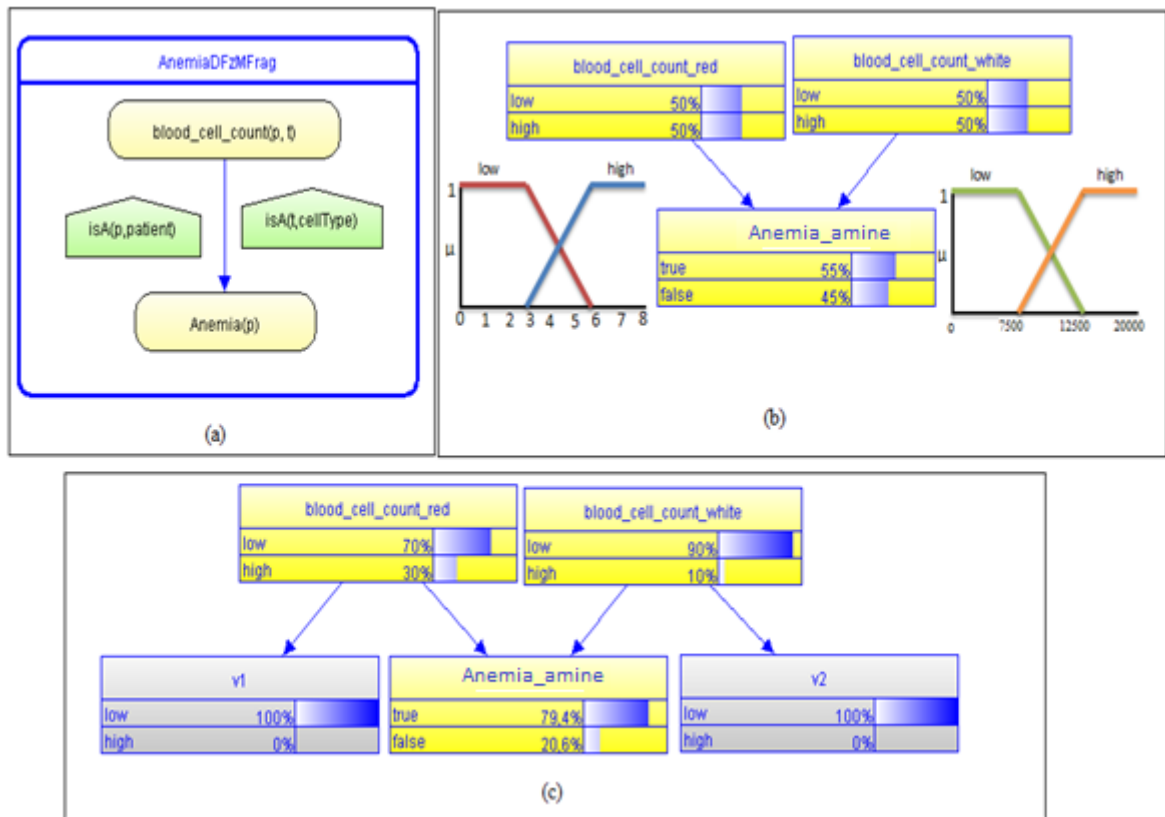 AnemiaDFzMFrag
blood_cell_count(p, t)
isA(p,patient)
isA(t,cellType)
Anemia(p)
(a)
blood_cell_count_red
low 50%
high 50%
blood_cell_count_white
low 50%
high 50%
low high
1
μ
0 1 2 3 4 5 6 7 8
Anemia_amine
true 55%
false 45%
low high
1
μ
0 7500 12500 20000
(b)
blood_cell_count_red
low 70%
high 30%
blood_cell_count_white
low 90%
high 10%
v1
low 100%
high 0%
Anemia_amine
true 79,4%
false 20,6%
v2
low 100%
high 0%
(c)